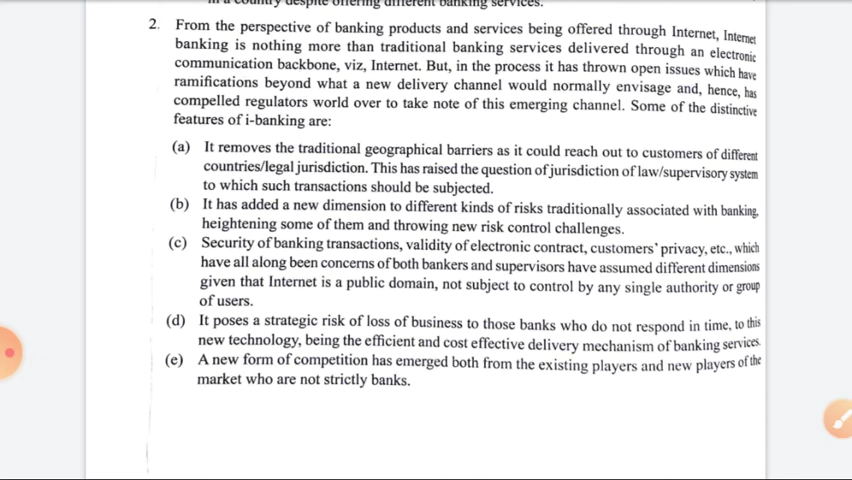 in a country despite offering different banking services.
2. From the perspective of banking products and services being offered through Internet, Internet
banking is nothing more than traditional banking services delivered through an electronic
communication backbone, viz, Internet. But, in the process it has thrown open issues which have
ramifications beyond what a new delivery channel would normally envisage and, hence, has
compelled regulators world over to take note of this emerging channel. Some of the distinctive
features of i-banking are:
(a) It removes the traditional geographical barriers as it could reach out to customers of different
countries/legal jurisdiction. This has raised the question of jurisdiction of law/supervisory system
to which such transactions should be subjected.
(b) It has added a new dimension to different kinds of risks traditionally associated with banking,
heightening some of them and throwing new risk control challenges.
(c) Security of banking transactions, validity of electronic contract, customers' privacy, etc., which
have all along been concerns of both bankers and supervisors have assumed different dimensions
given that Internet is a public domain, not subject to control by any single authority or group
of users.
(d) It poses a strategic risk of loss of business to those banks who do not respond in time, to this
new technology, being the efficient and cost effective delivery mechanism of banking services.
(e) A new form of competition has emerged both from the existing players and new players of the
market who are not strictly banks.